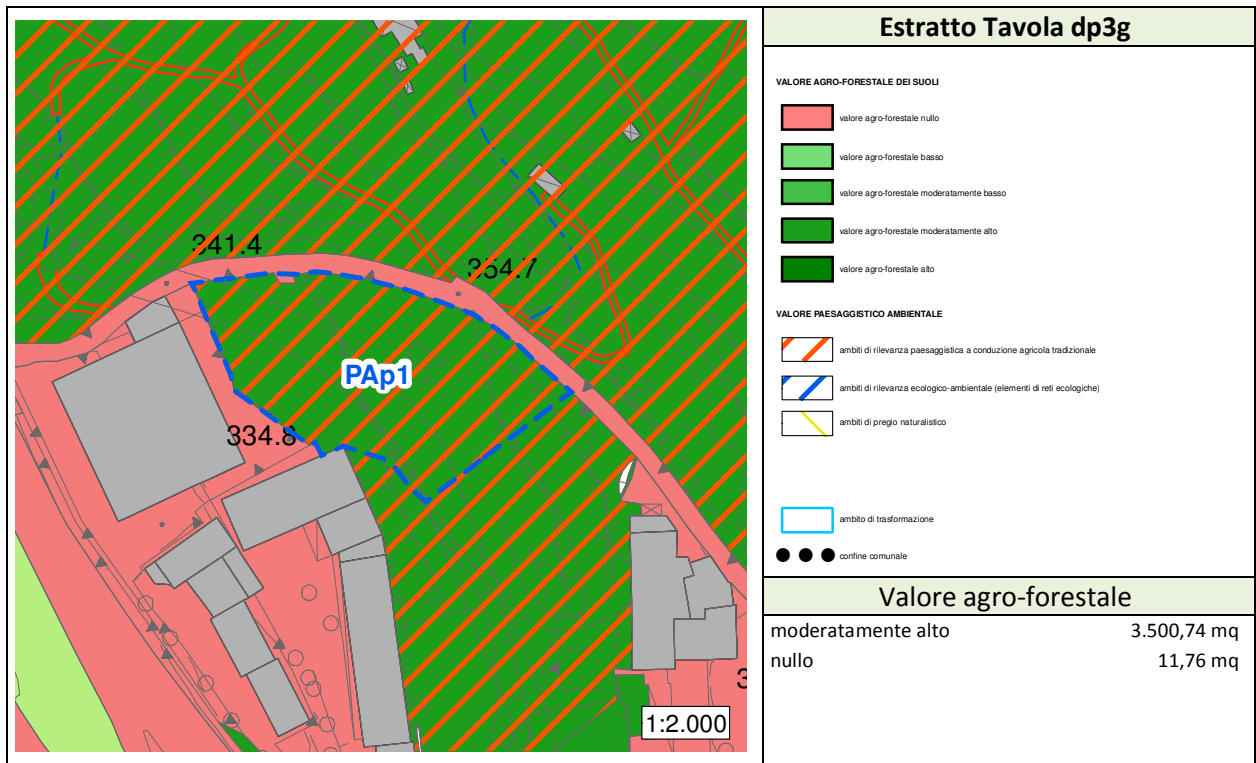 341.4
354.7
PAp1
334.8
3
1:2.000
Estratto Tavola dp3g
VALORE AGRO-FORESTALE DEI SUOLI
valore agro-forestale nullo
valore agro-forestale basso
valore agro-forestale moderatamente basso
valore agro-forestale moderatamente alto
valore agro-forestale alto
VALORE PAESAGGISTICO AMBIENTALE
ambiti di rilevanza paesaggistica a conduzione agricola tradizionale
ambiti di rilevanza ecologico-ambientale (elementi di reti ecologiche)
ambiti di pregio naturalistico
ambito di trasformazione
confine comunale
Valore agro-forestale
moderatamente alto 3.500,74 mq
nullo 11,76 mq